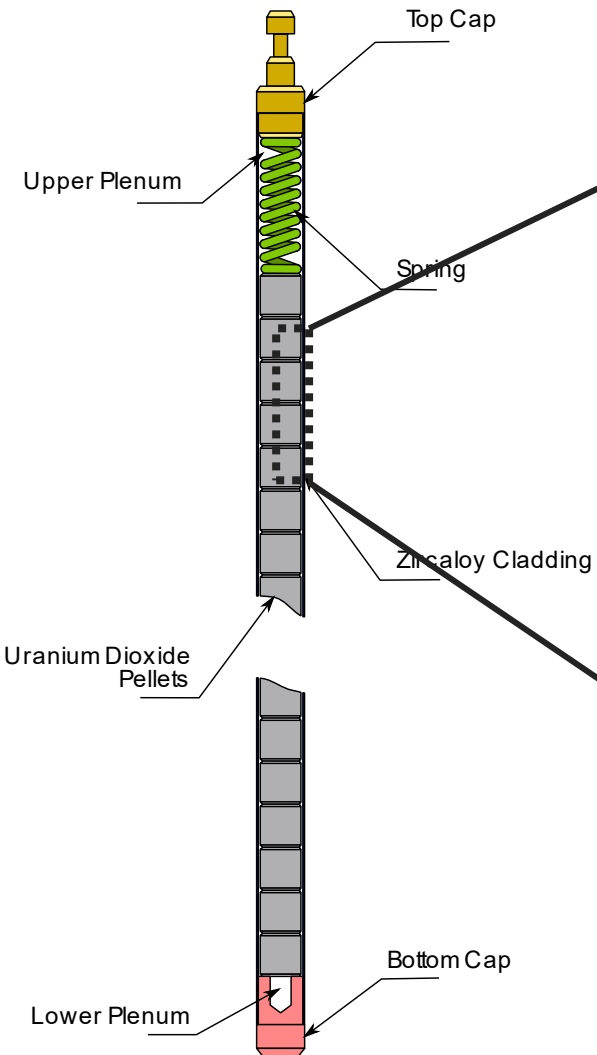 Top Cap
Upper Plenum
Spring
Zircaloy Cladding
Uranium Dioxide
Pellets
Bottom Cap
Lower Plenum